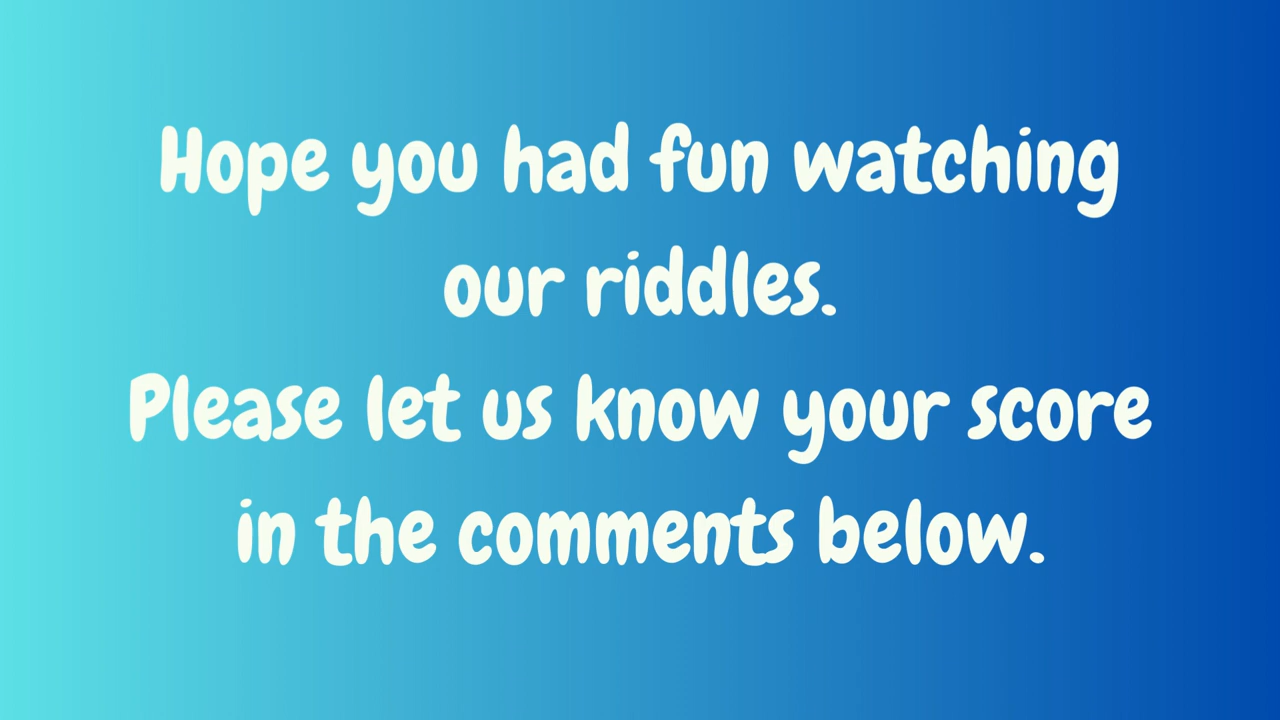 Hope you had fun watching
our riddles.
Please let us know your score
in the comments below.